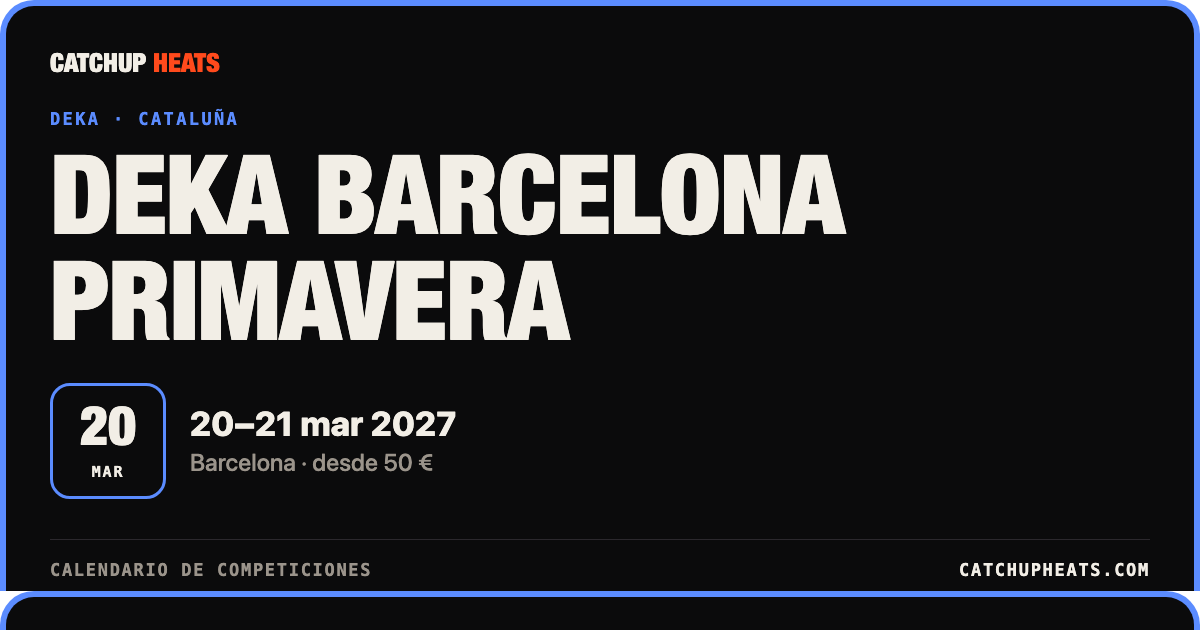 CATCHUP HEATS
DEKA · CATALUÑA
DEKA BARCELONA
PRIMAVERA
20
MAR
20–21 mar 2027
Barcelona · desde 50 €
CALENDARIO DE COMPETICIONES
CATCHUPHEATS.COM